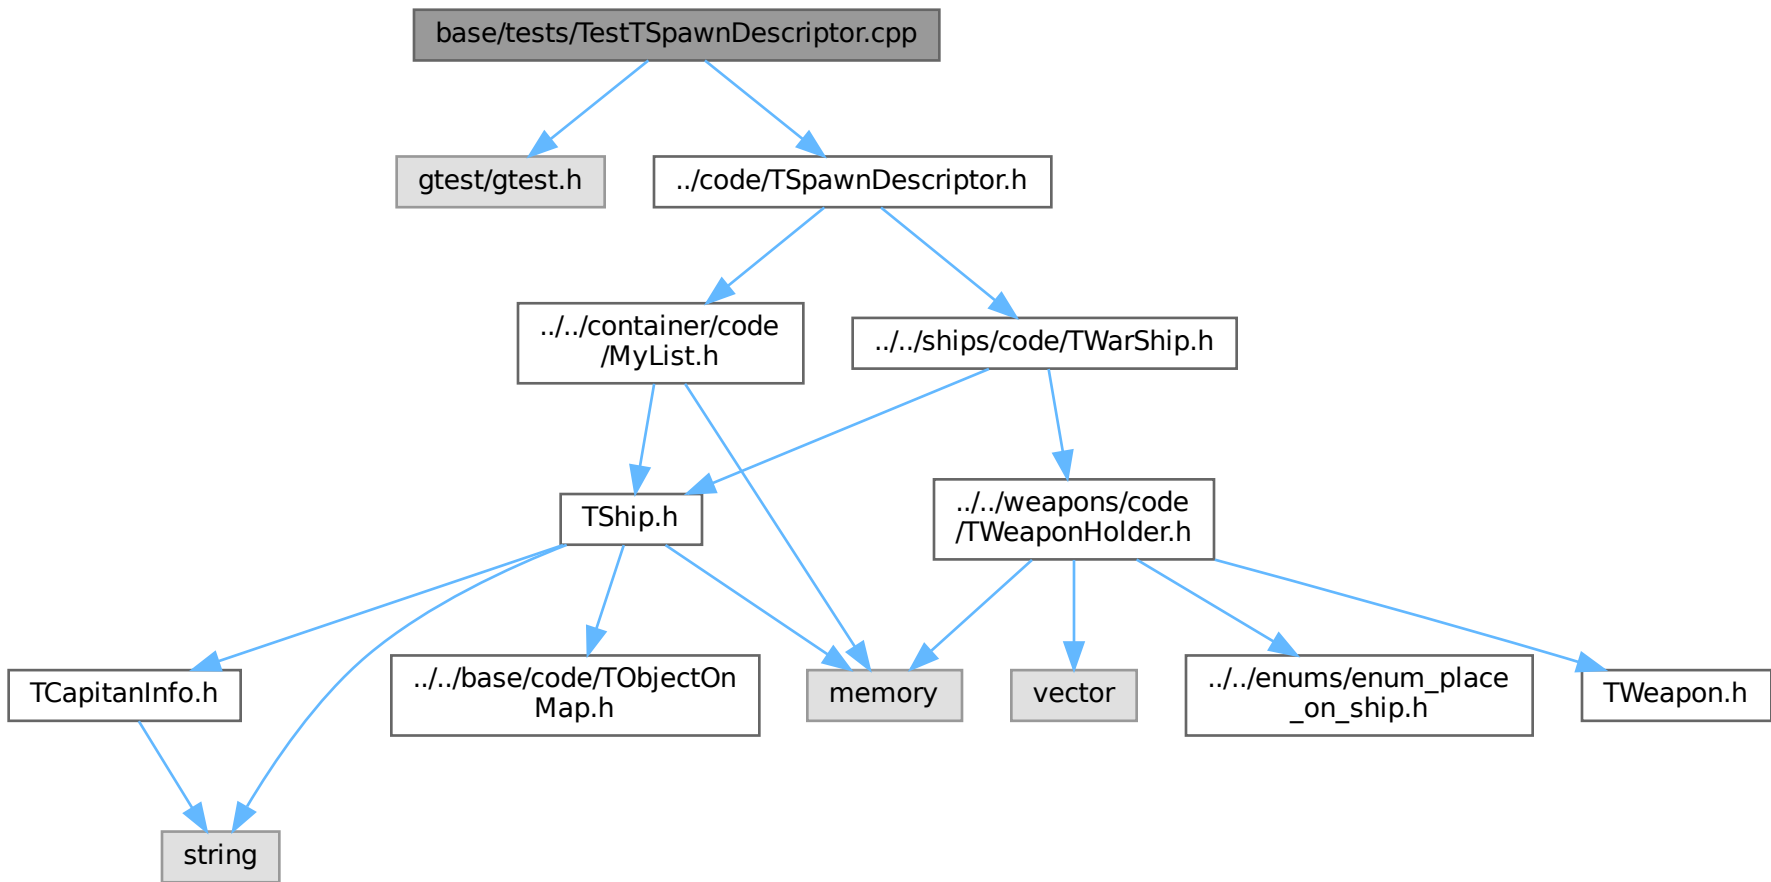 base/tests/TestTSpawnDescriptor.cpp
gtest/gtest.h
../code/TSpawnDescriptor.h
../../container/code
/MyList.h
../../ships/code/TWarShip.h
TShip.h
../../weapons/code
/TWeaponHolder.h
TCapitanInfo.h
../../base/code/TObjectOn
Map.h
memory
vector
../../enums/enum_place
_on_ship.h
TWeapon.h
string